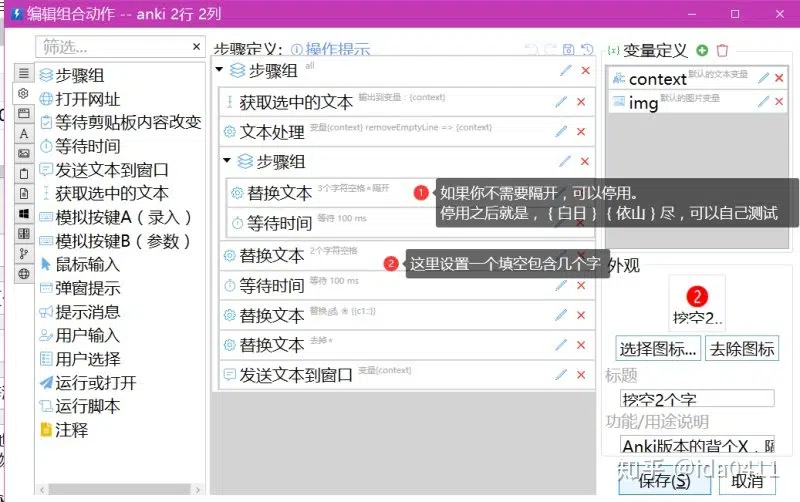 编辑组合动作 -- anki 2行 2列
筛选...
步骤组
打开网址
等待剪贴板内容改变
等待时间
发送文本到窗口
获取选中的文本
模拟按键A（录入）
模拟按键B（参数）
鼠标输入
弹窗提示
提示消息
用户输入
用户选择
运行或打开
运行脚本
注释
步骤定义:
操作提示
步骤组 all
获取选中的文本 输出到变量：{context}
文本处理 变量{context} removeEmptyLine => {context}
步骤组
替换文本 3个字符空格*隔开
等待时间 等待 100 ms
替换文本 2个字符空格
等待时间 等待 100 ms
替换文本
替换文本 去掉*
发送文本到窗口 变量{context}
1 如果你不需要隔开，可以停用。
停用之后就是，｛白日｝｛依山｝尽，可以自己测试
2 这里设置一个填空包含几个字
变量定义
context 默认的文本变量
img 默认的图片变量
外观
2
挖空2..
选择图标...
去除图标
标题
挖空2个字
功能/用途说明
Anki版本的背个X，隔
保存(S)
取消
知乎 @ida0411